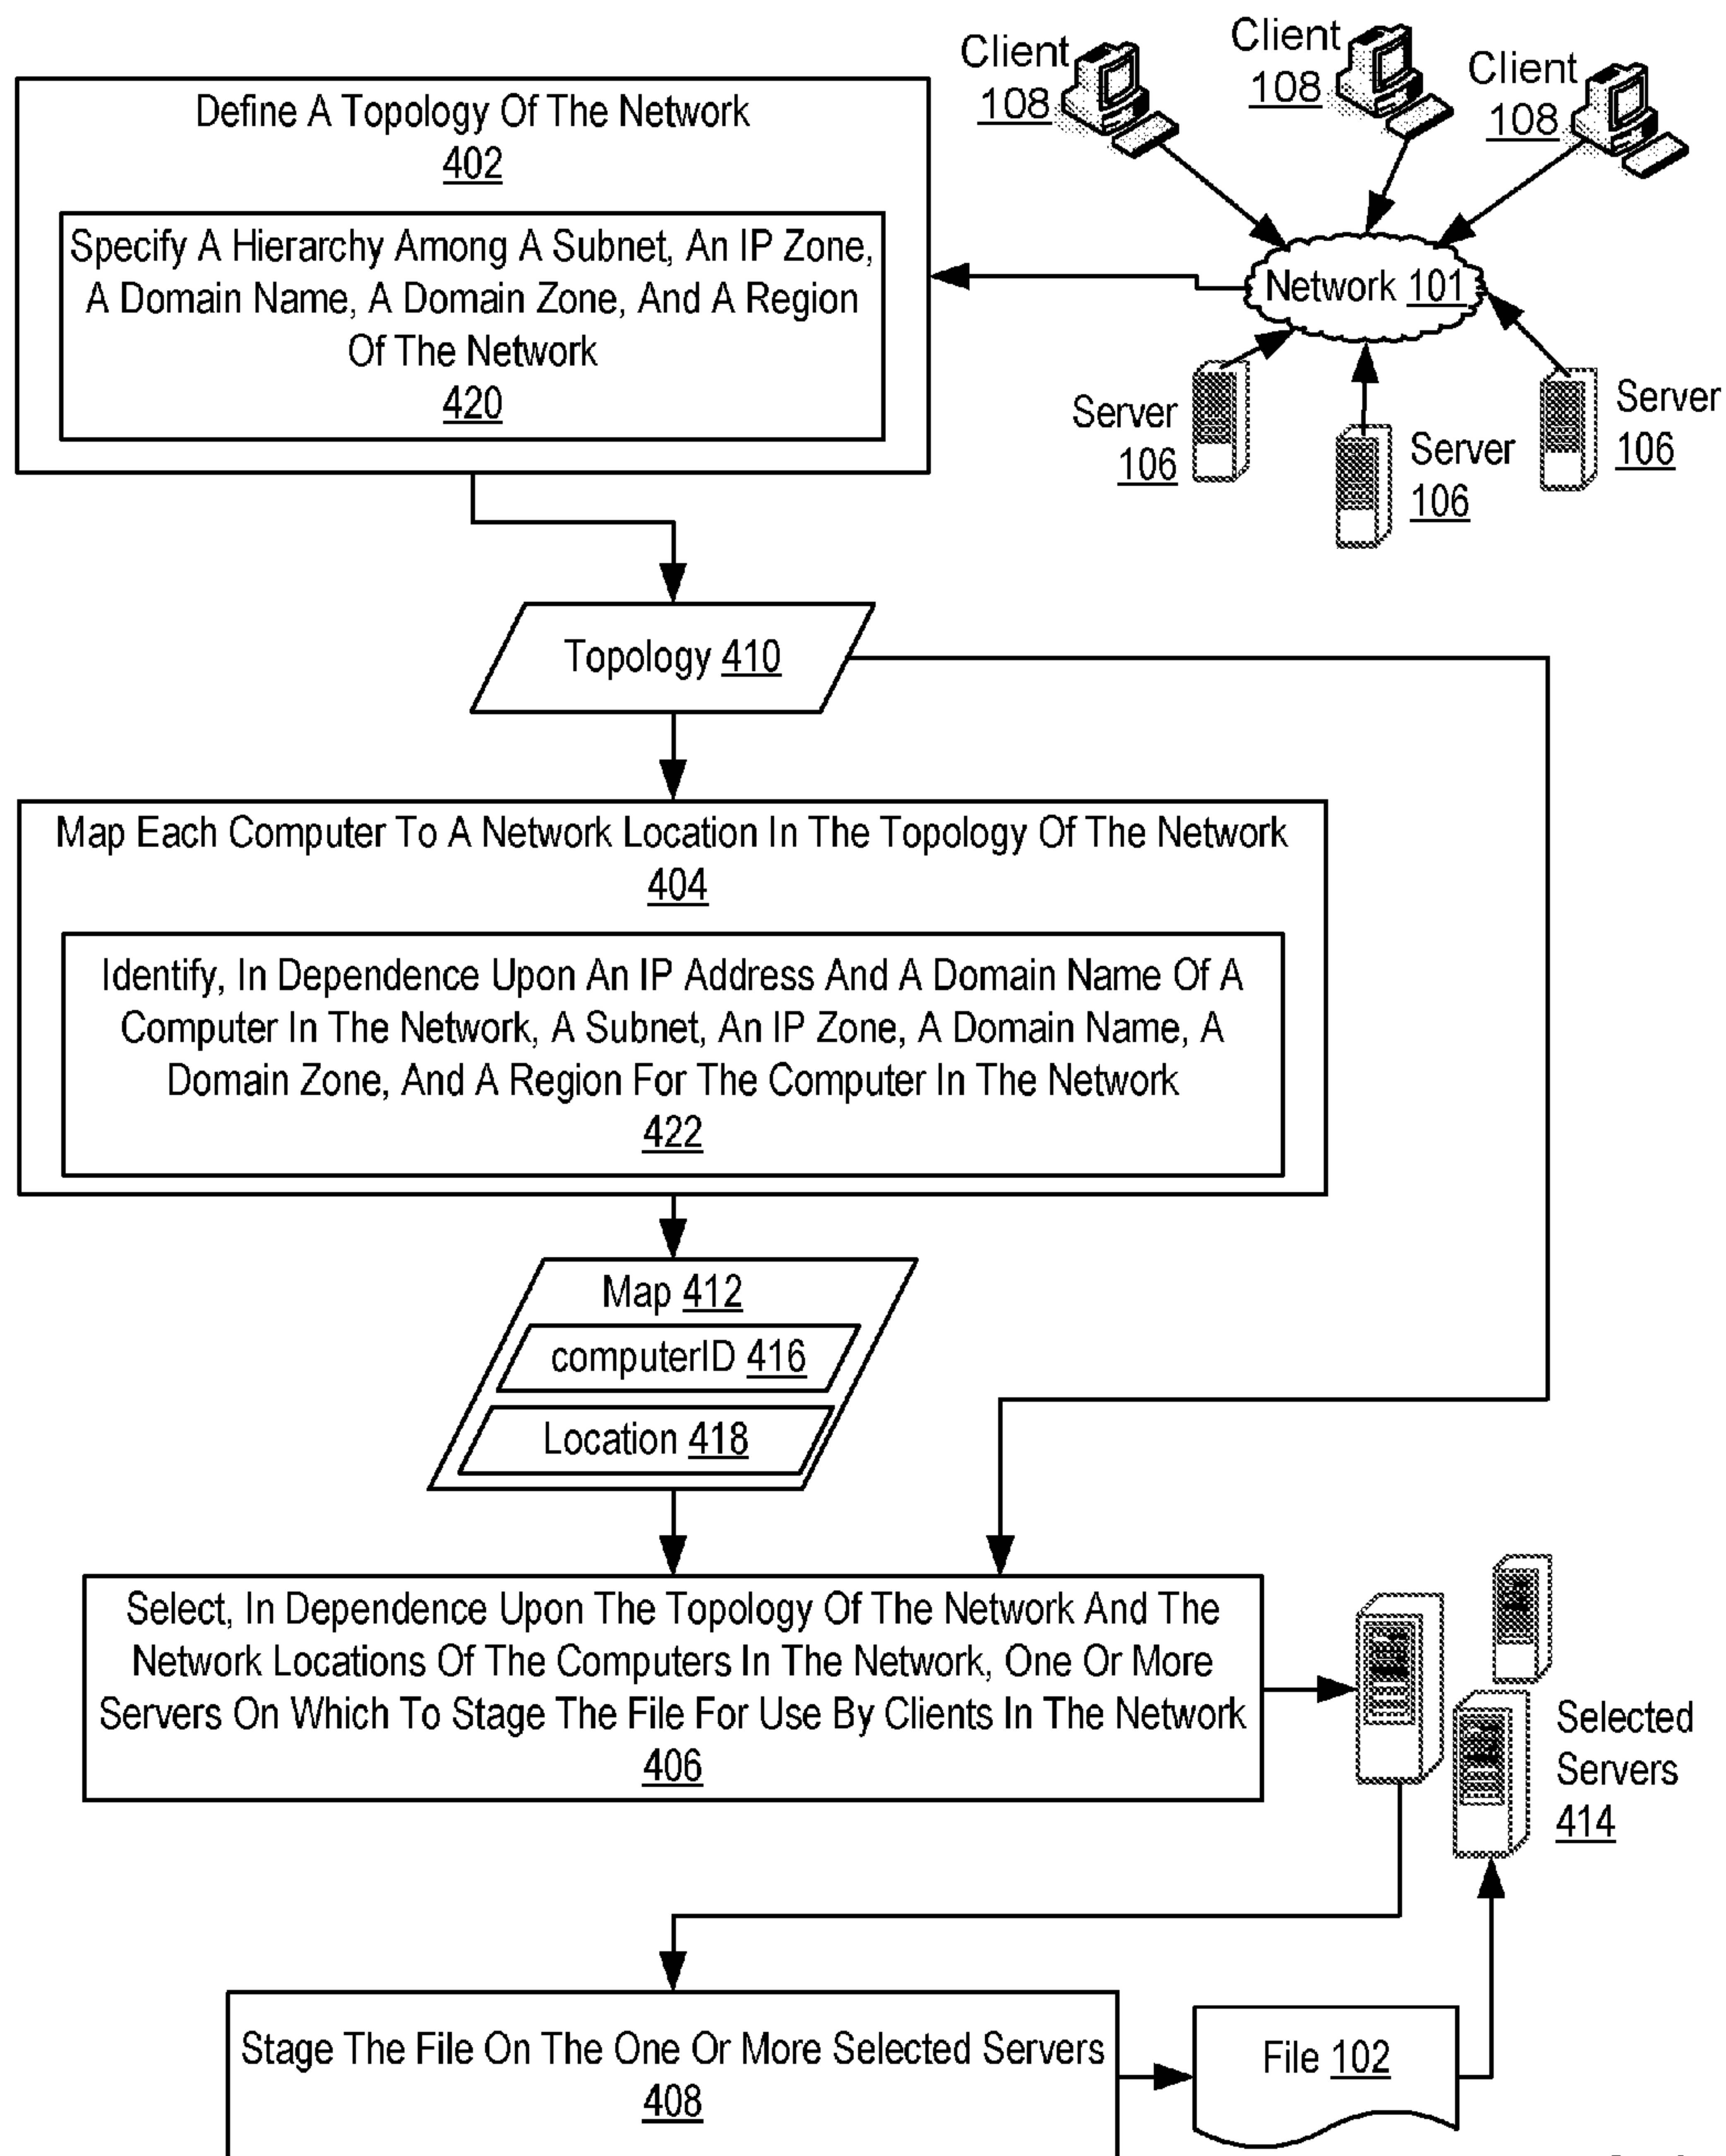 Define A Topology Of The Network
402
Specify A Hierarchy Among A Subnet, An IP Zone,
A Domain Name, A Domain Zone, And A Region
Of The Network
420
Client
108
Client
108
Client
108
Network 101
Server
106
Server
106
Server
106
Topology 410
Map Each Computer To A Network Location In The Topology Of The Network
404
Identify, In Dependence Upon An IP Address And A Domain Name Of A
Computer In The Network, A Subnet, An IP Zone, A Domain Name, A
Domain Zone, And A Region For The Computer In The Network
422
Map 412
computerID 416
Location 418
Select, In Dependence Upon The Topology Of The Network And The
Network Locations Of The Computers In The Network, One Or More
Servers On Which To Stage The File For Use By Clients In The Network
406
Selected
Servers
414
Stage The File On The One Or More Selected Servers
408
File 102